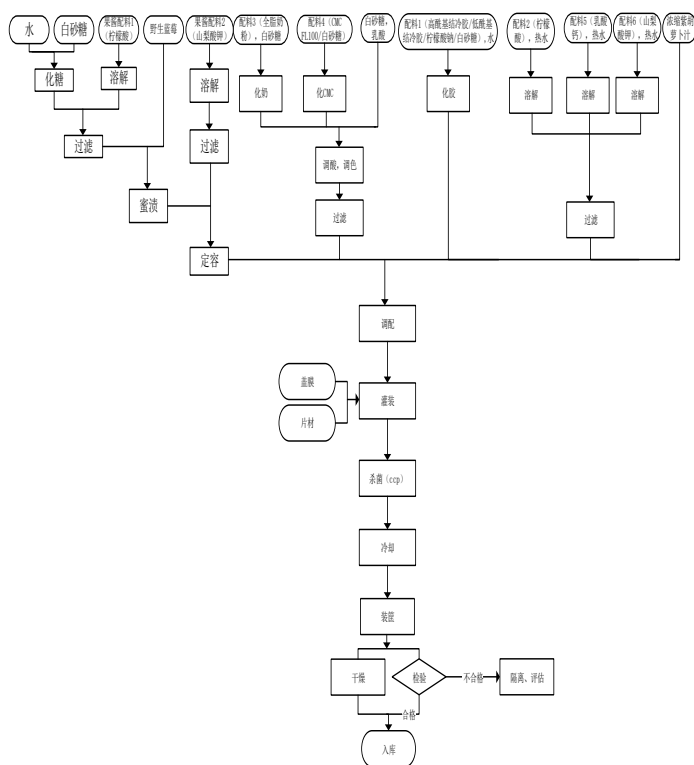 水
白砂糖
果酱配料1
(柠檬酸)
野生蓝莓
果酱配料2
(山梨酸钾)
配料3(全脂奶
粉),白砂糖
配料4(CMC
FL100/白砂糖)
白砂糖,
乳酸
配料1(高酰基结冷胶/低酰基
结冷胶/柠檬酸钠/白砂糖),水
配料2(柠檬
酸),热水
配料5(乳酸
钙),热水
配料6(山梨
酸钾),热水
浓缩紫胡
萝卜汁
化糖
溶解
溶解
化奶
化CMC
化胶
溶解
溶解
溶解
过滤
过滤
调酸,调色
蜜渍
过滤
过滤
定容
调配
盖膜
片材
灌装
杀菌(ccp)
冷却
装筐
干燥
检验
不合格
隔离、评估
合格
入库